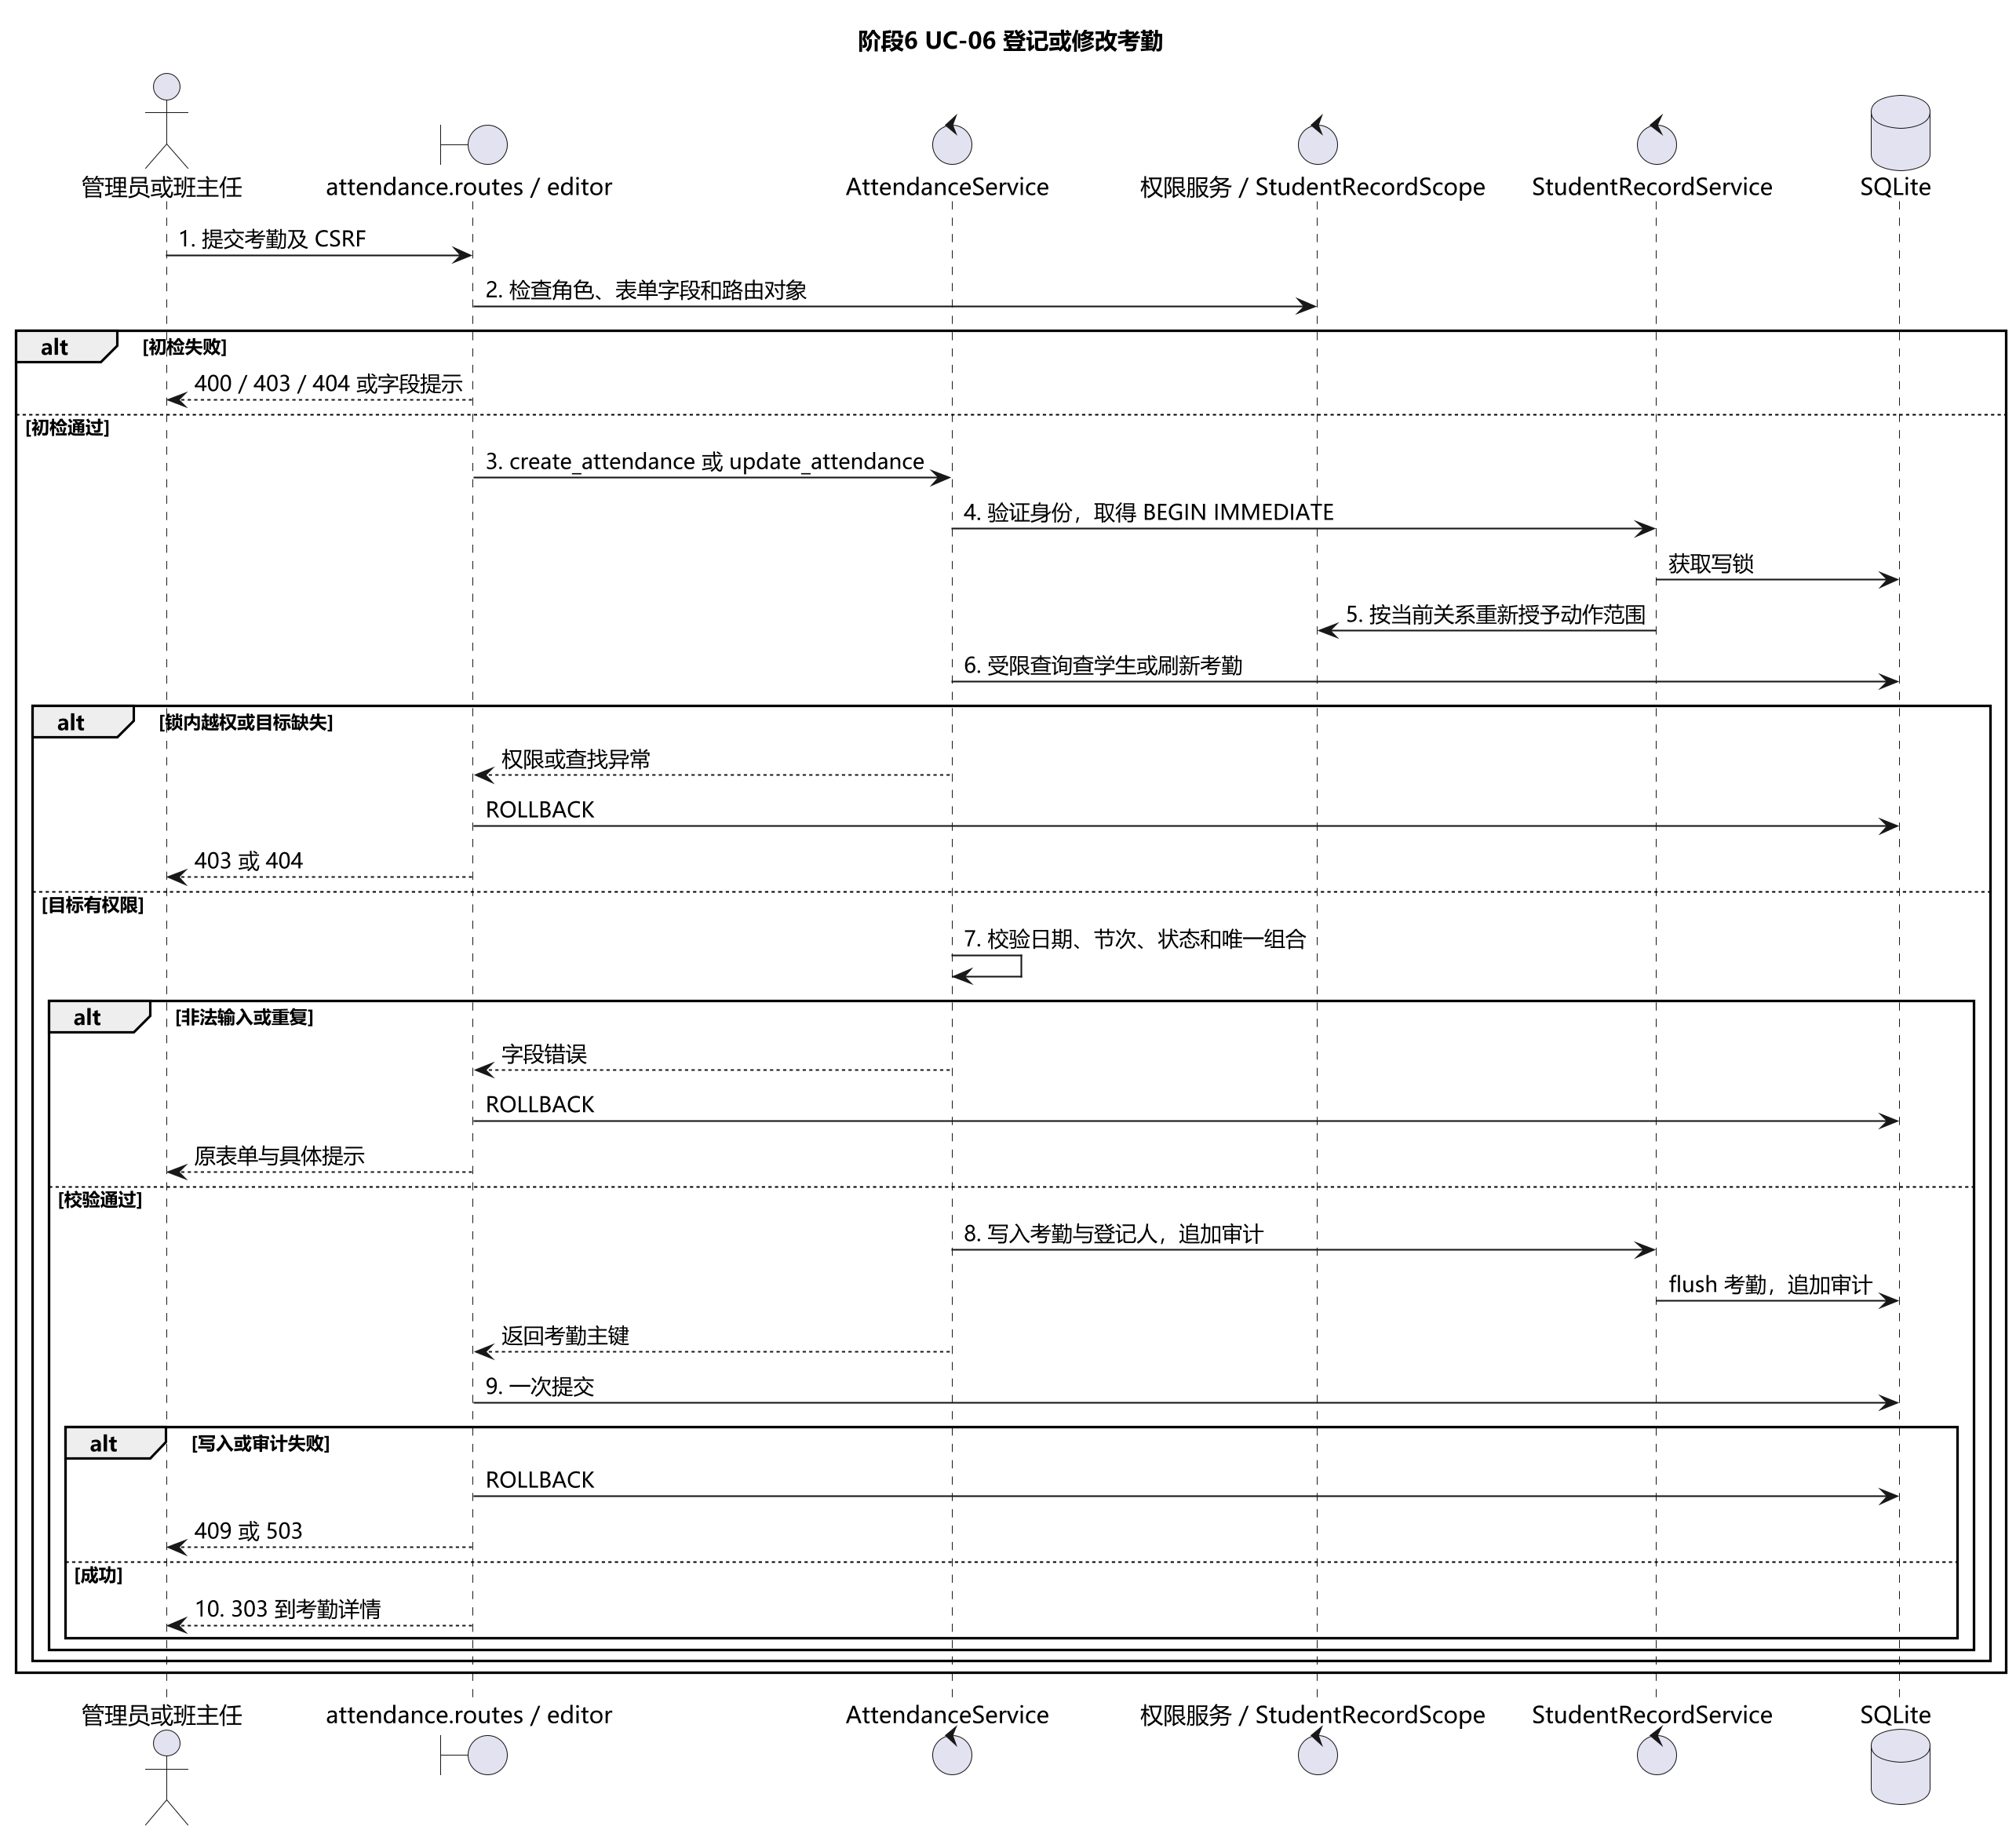 阶段6 UC-06 登记或修改考勤
管理员或班主任
attendance.routes / editor
AttendanceService
权限服务 / StudentRecordScope
StudentRecordService
SQLite
1. 提交考勤及 CSRF
2. 检查角色、表单字段和路由对象
alt
[初检失败]
400 / 403 / 404 或字段提示
[初检通过]
3. create_attendance 或 update_attendance
4. 验证身份，取得 BEGIN IMMEDIATE
获取写锁
5. 按当前关系重新授予动作范围
6. 受限查询查学生或刷新考勤
alt
[锁内越权或目标缺失]
权限或查找异常
ROLLBACK
403 或 404
[目标有权限]
7. 校验日期、节次、状态和唯一组合
alt
[非法输入或重复]
字段错误
ROLLBACK
原表单与具体提示
[校验通过]
8. 写入考勤与登记人，追加审计
flush 考勤，追加审计
返回考勤主键
9. 一次提交
alt
[写入或审计失败]
ROLLBACK
409 或 503
[成功]
10. 303 到考勤详情
管理员或班主任
attendance.routes / editor
AttendanceService
权限服务 / StudentRecordScope
StudentRecordService
SQLite